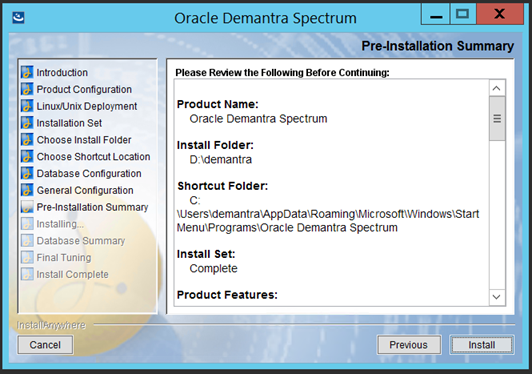 Oracle Demantra Spectrum
Pre-Installation Summary
Introduction
Product Configuration
Linux/Unix Deployment
Installation Set
Choose Install Folder
Choose Shortcut Location
Database Configuration
General Configuration
Pre-Installation Summary
Installing...
Database Summary
Final Tuning
Install Complete
Please Review the Following Before Continuing:
Product Name:
Oracle Demantra Spectrum
Install Folder:
D:\demantra
Shortcut Folder:
C:
\Users\demantra\AppData\Roaming\Microsoft\Windows\Start
Menu\Programs\Oracle Demantra Spectrum
Install Set:
Complete
Product Features:
InstallAnywhere
Cancel
Previous
Install